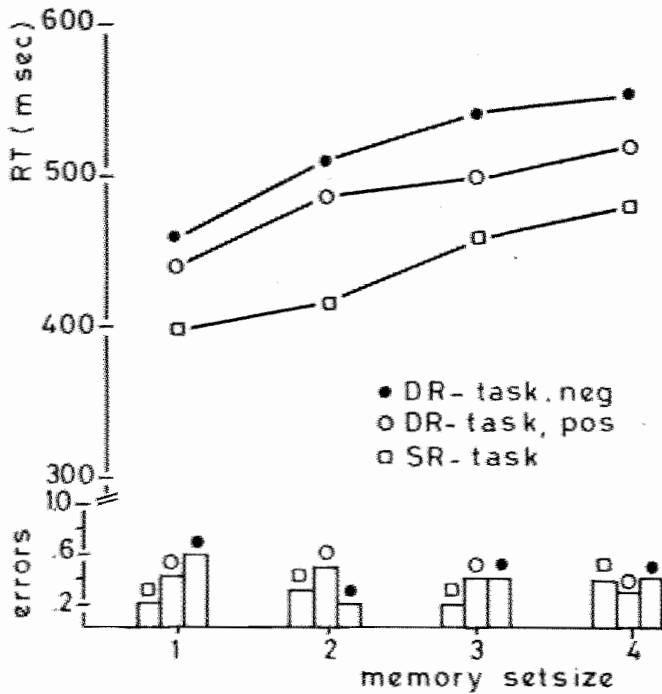 RT (m sec)
600
500
400
300
DR-task, neg
DR-task, pos
SR-task
errors
1.0
.6
.2
1 2 3 4
memory setsize